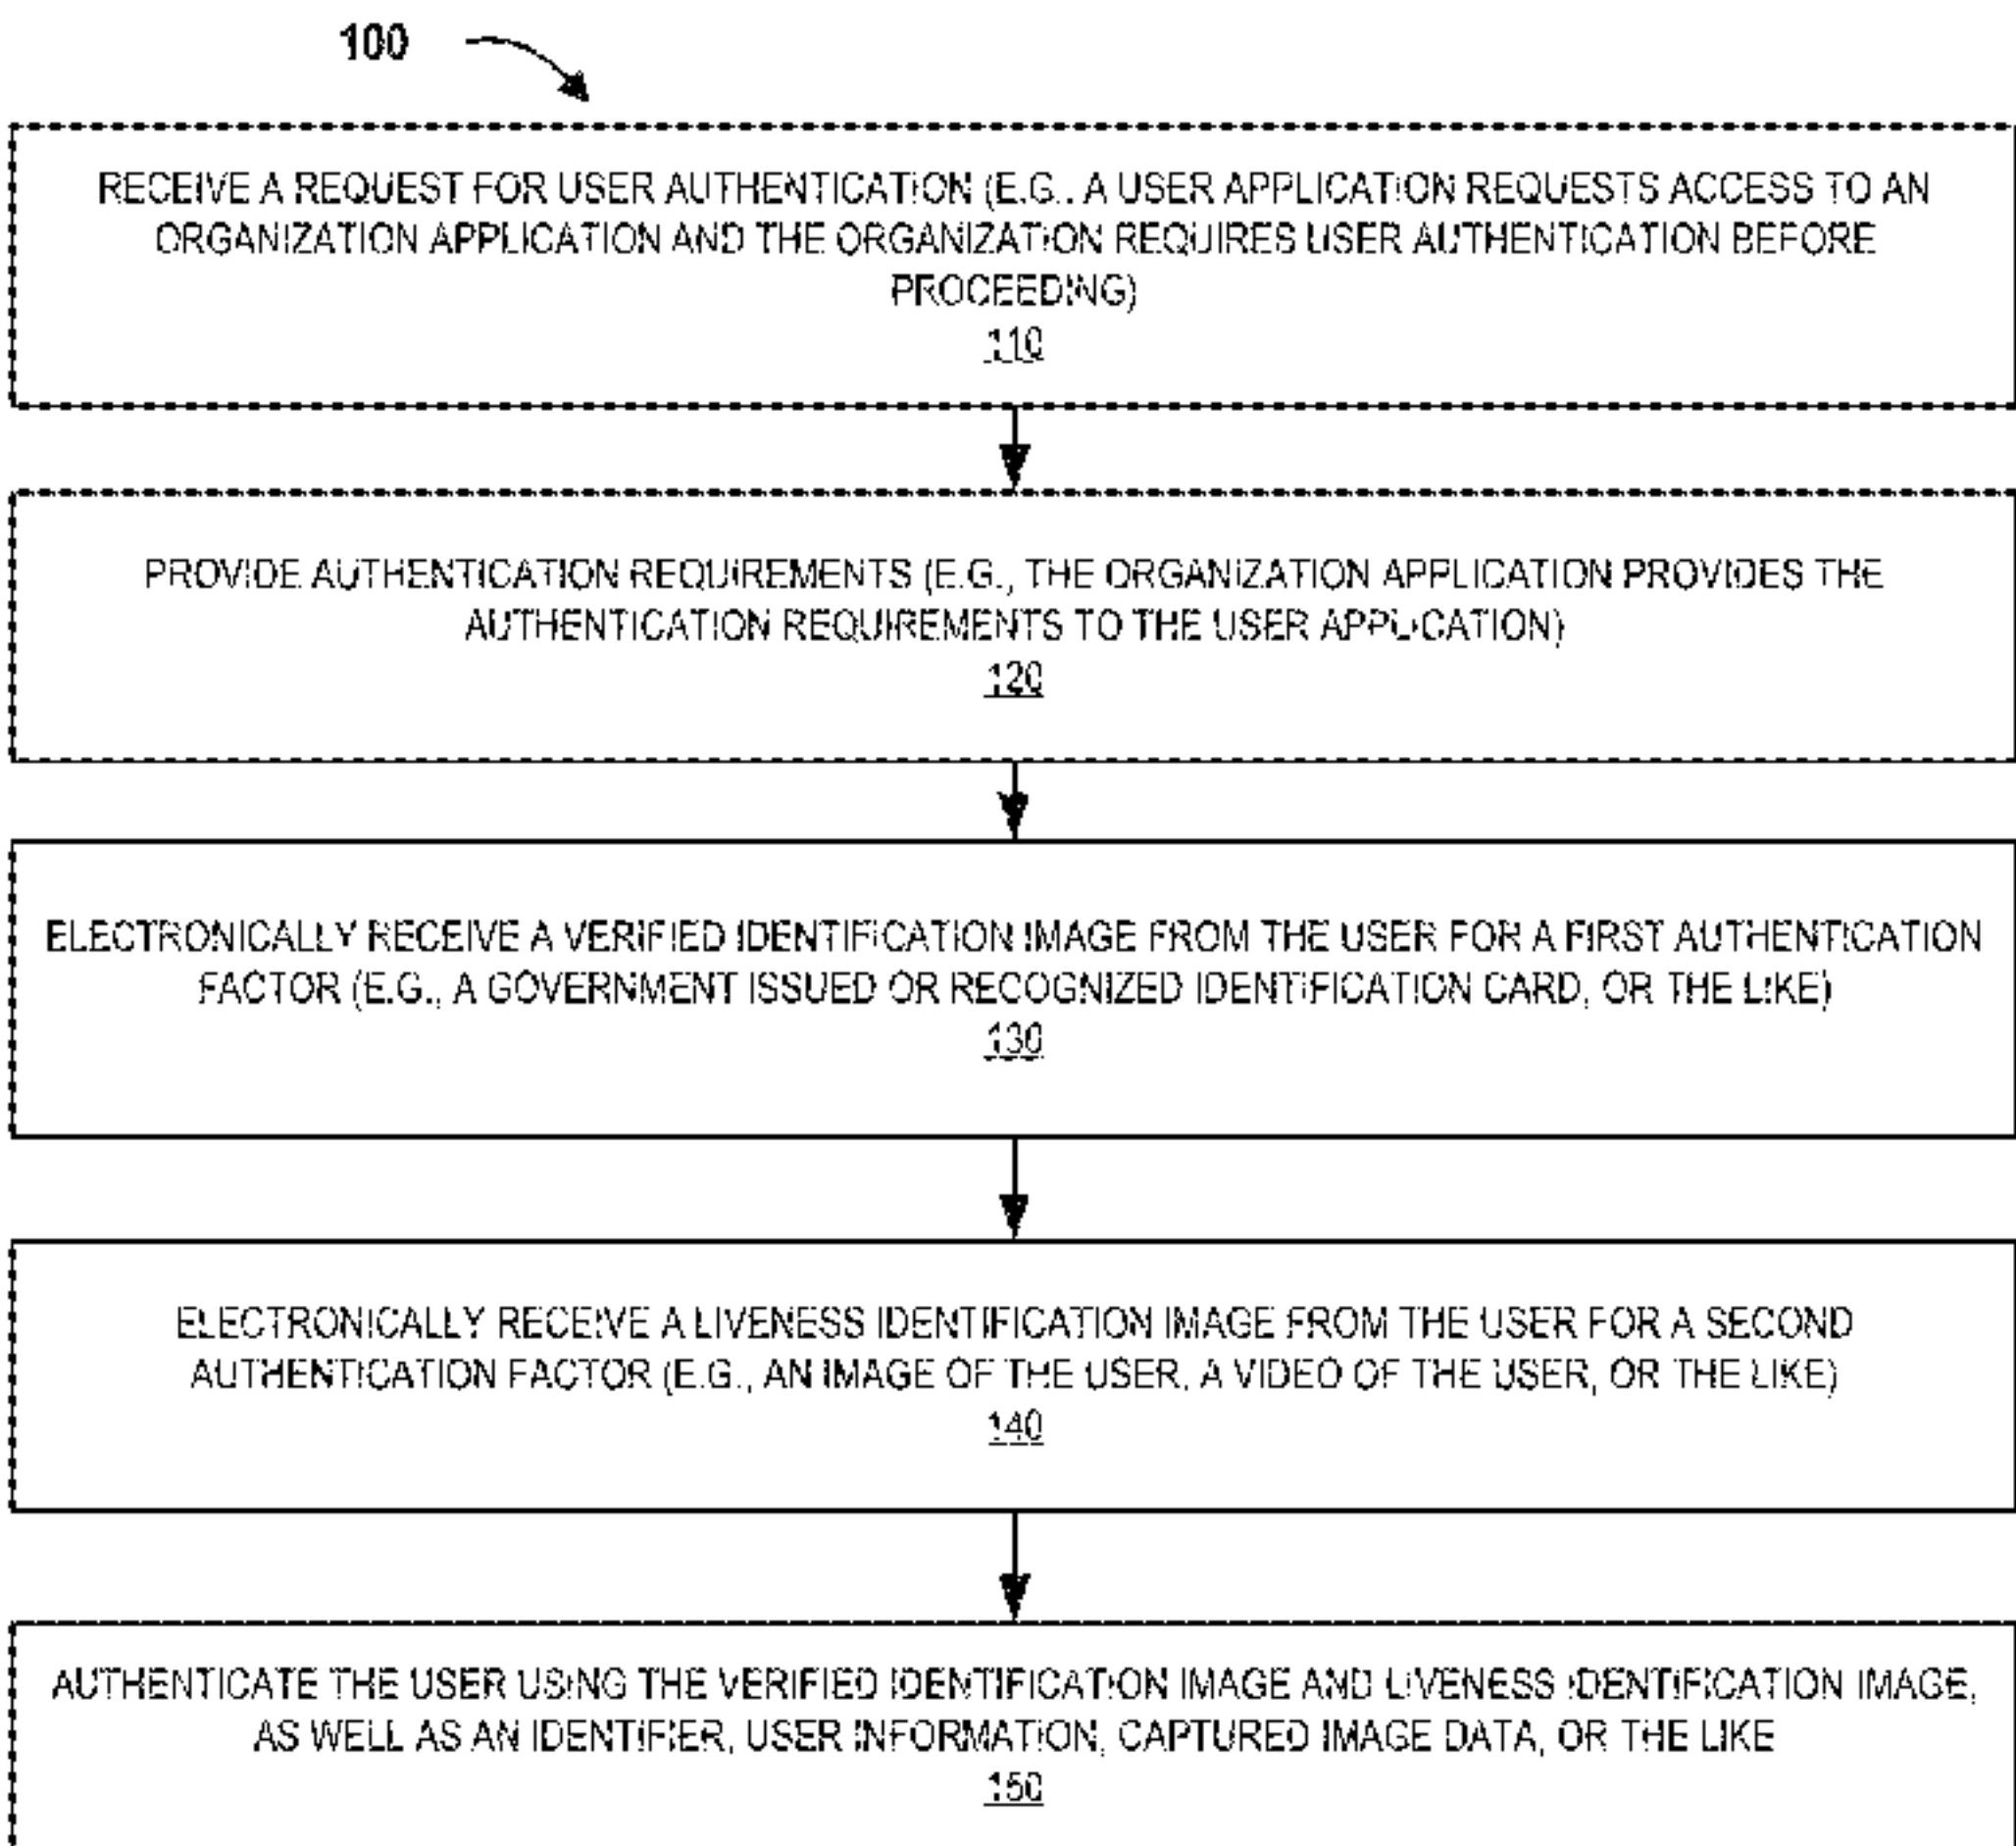 100
RECEIVE A REQUEST FOR USER AUTHENTICATION (E.G., A USER APPLICATION REQUESTS ACCESS TO AN
ORGANIZATION APPLICATION AND THE ORGANIZATION REQUIRES USER AUTHENTICATION BEFORE
PROCEEDING)
110
PROVIDE AUTHENTICATION REQUIREMENTS (E.G., THE ORGANIZATION APPLICATION PROVIDES THE
AUTHENTICATION REQUIREMENTS TO THE USER APPLICATION)
120
ELECTRONICALLY RECEIVE A VERIFIED IDENTIFICATION IMAGE FROM THE USER FOR A FIRST AUTHENTICATION
FACTOR (E.G., A GOVERNMENT ISSUED OR RECOGNIZED IDENTIFICATION CARD, OR THE LIKE)
130
ELECTRONICALLY RECEIVE A LIVENESS IDENTIFICATION IMAGE FROM THE USER FOR A SECOND
AUTHENTICATION FACTOR (E.G., AN IMAGE OF THE USER, A VIDEO OF THE USER, OR THE LIKE)
140
AUTHENTICATE THE USER USING THE VERIFIED IDENTIFICATION IMAGE AND LIVENESS IDENTIFICATION IMAGE,
AS WELL AS AN IDENTIFIER, USER INFORMATION, CAPTURED IMAGE DATA, OR THE LIKE
150